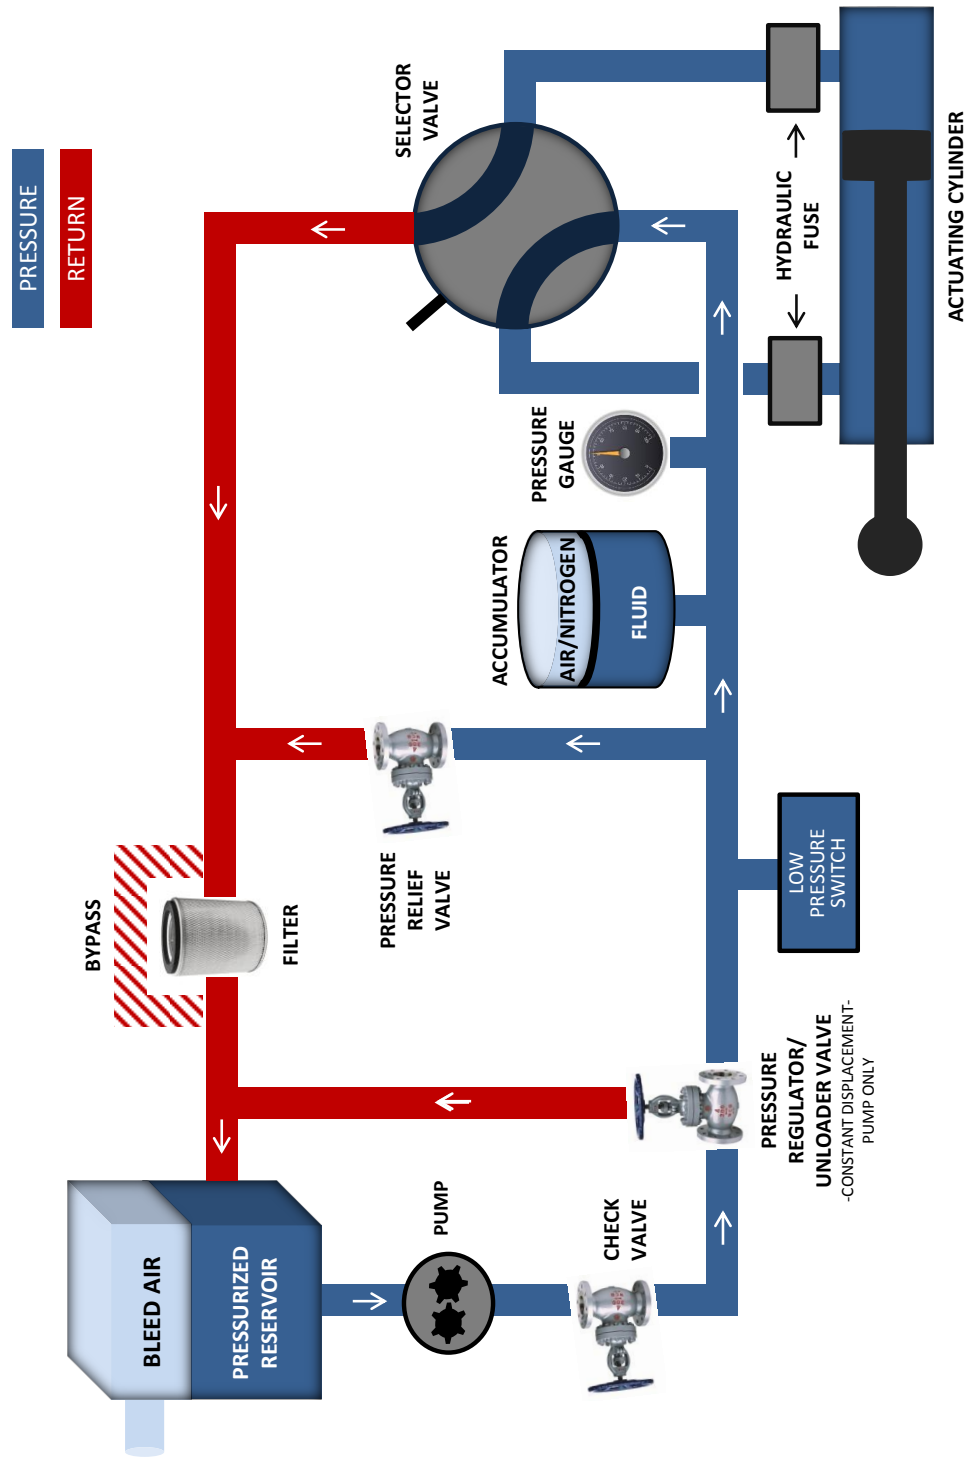 PRESSURE
RETURN
SELECTOR
VALVE
HYDRAULIC
FUSE
ACTUATING CYLINDER
PRESSURE
GAUGE
ACCUMULATOR
AIR/NITROGEN
FLUID
PRESSURE
RELIEF
VALVE
LOW
PRESSURE
SWITCH
BYPASS
FILTER
PRESSURE
REGULATOR/
UNLOADER VALVE
-CONSTANT DISPLACEMENT-
PUMP ONLY
CHECK
VALVE
PUMP
BLEED AIR
PRESSURIZED
RESERVOIR